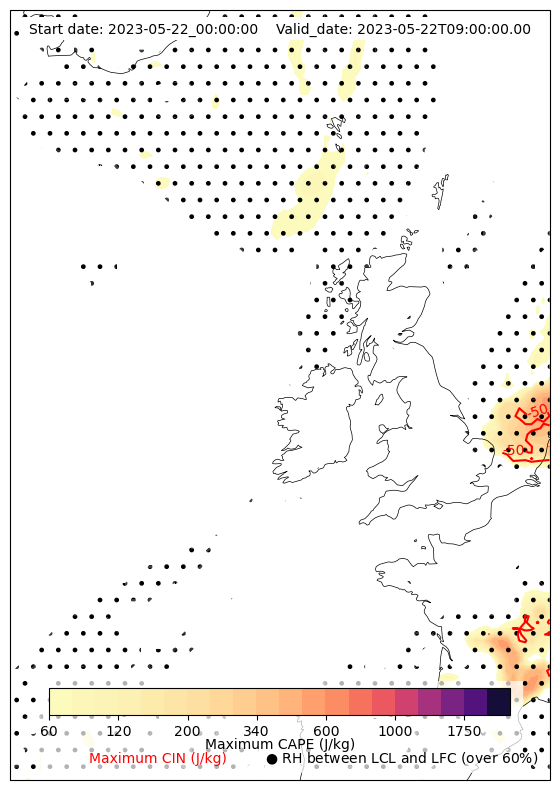 Start date: 2023-05-22_00:00:00    Valid_date: 2023-05-22T09:00:00.00
-50
-50
60 120 200 340 600 1000 1750
Maximum CAPE (J/kg)
Maximum CIN (J/kg) ● RH between LCL and LFC (over 60%)